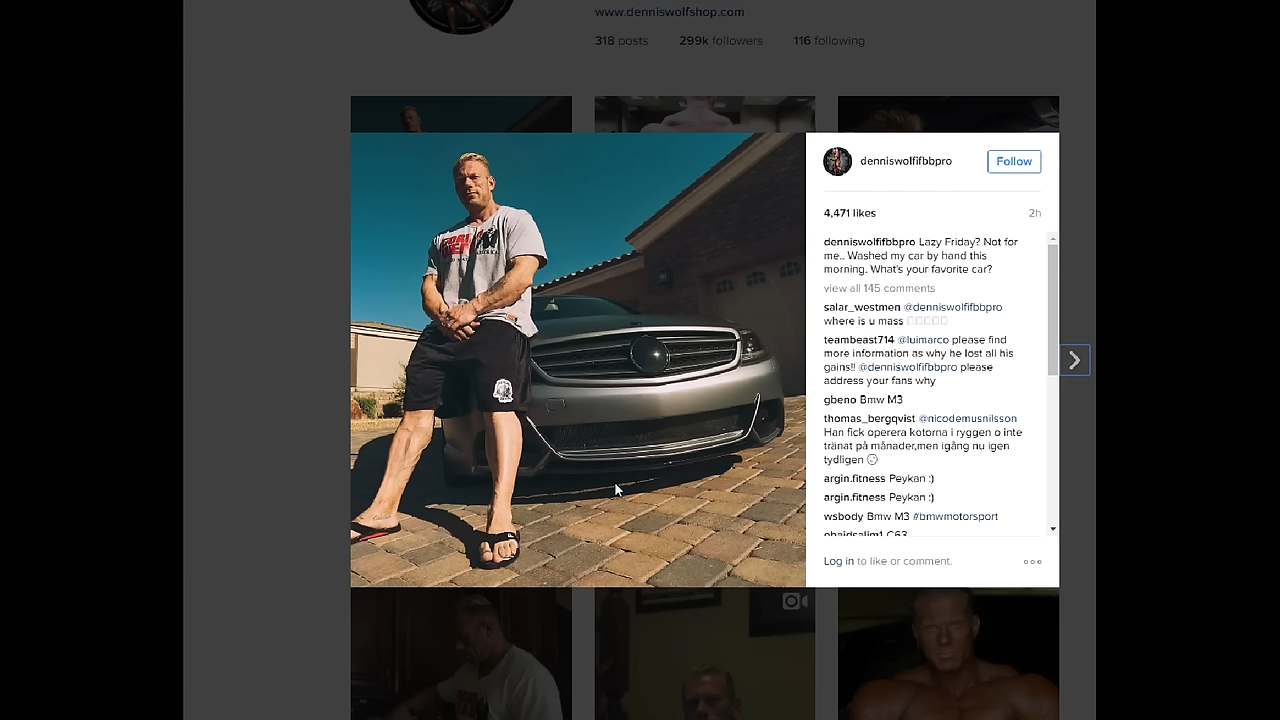 www.denniswolfshop.com
318 posts 299k followers 116 following
denniswolfifbbpro Follow
4,471 likes 2h
denniswolfifbbpro Lazy Friday? Not for
me.. Washed my car by hand this
morning. What's your favorite car?
view all 145 comments
salar_westmen @denniswolfifbbpro
where is u mass
teambeast714 @luimarco please find
more information as why he lost all his
gains!! @denniswolfifbbpro please
address your fans why
gbeno Bmw M3
thomas_bergqvist @nicodemusnilsson
Han fick operera kotorna i ryggen o inte
tränat på månader,men igång nu igen
tydligen
argin.fitness Peykan :)
argin.fitness Peykan :)
wsbody Bmw M3 #bmwmotorsport
obaidsalim1 C63
Log in to like or comment.